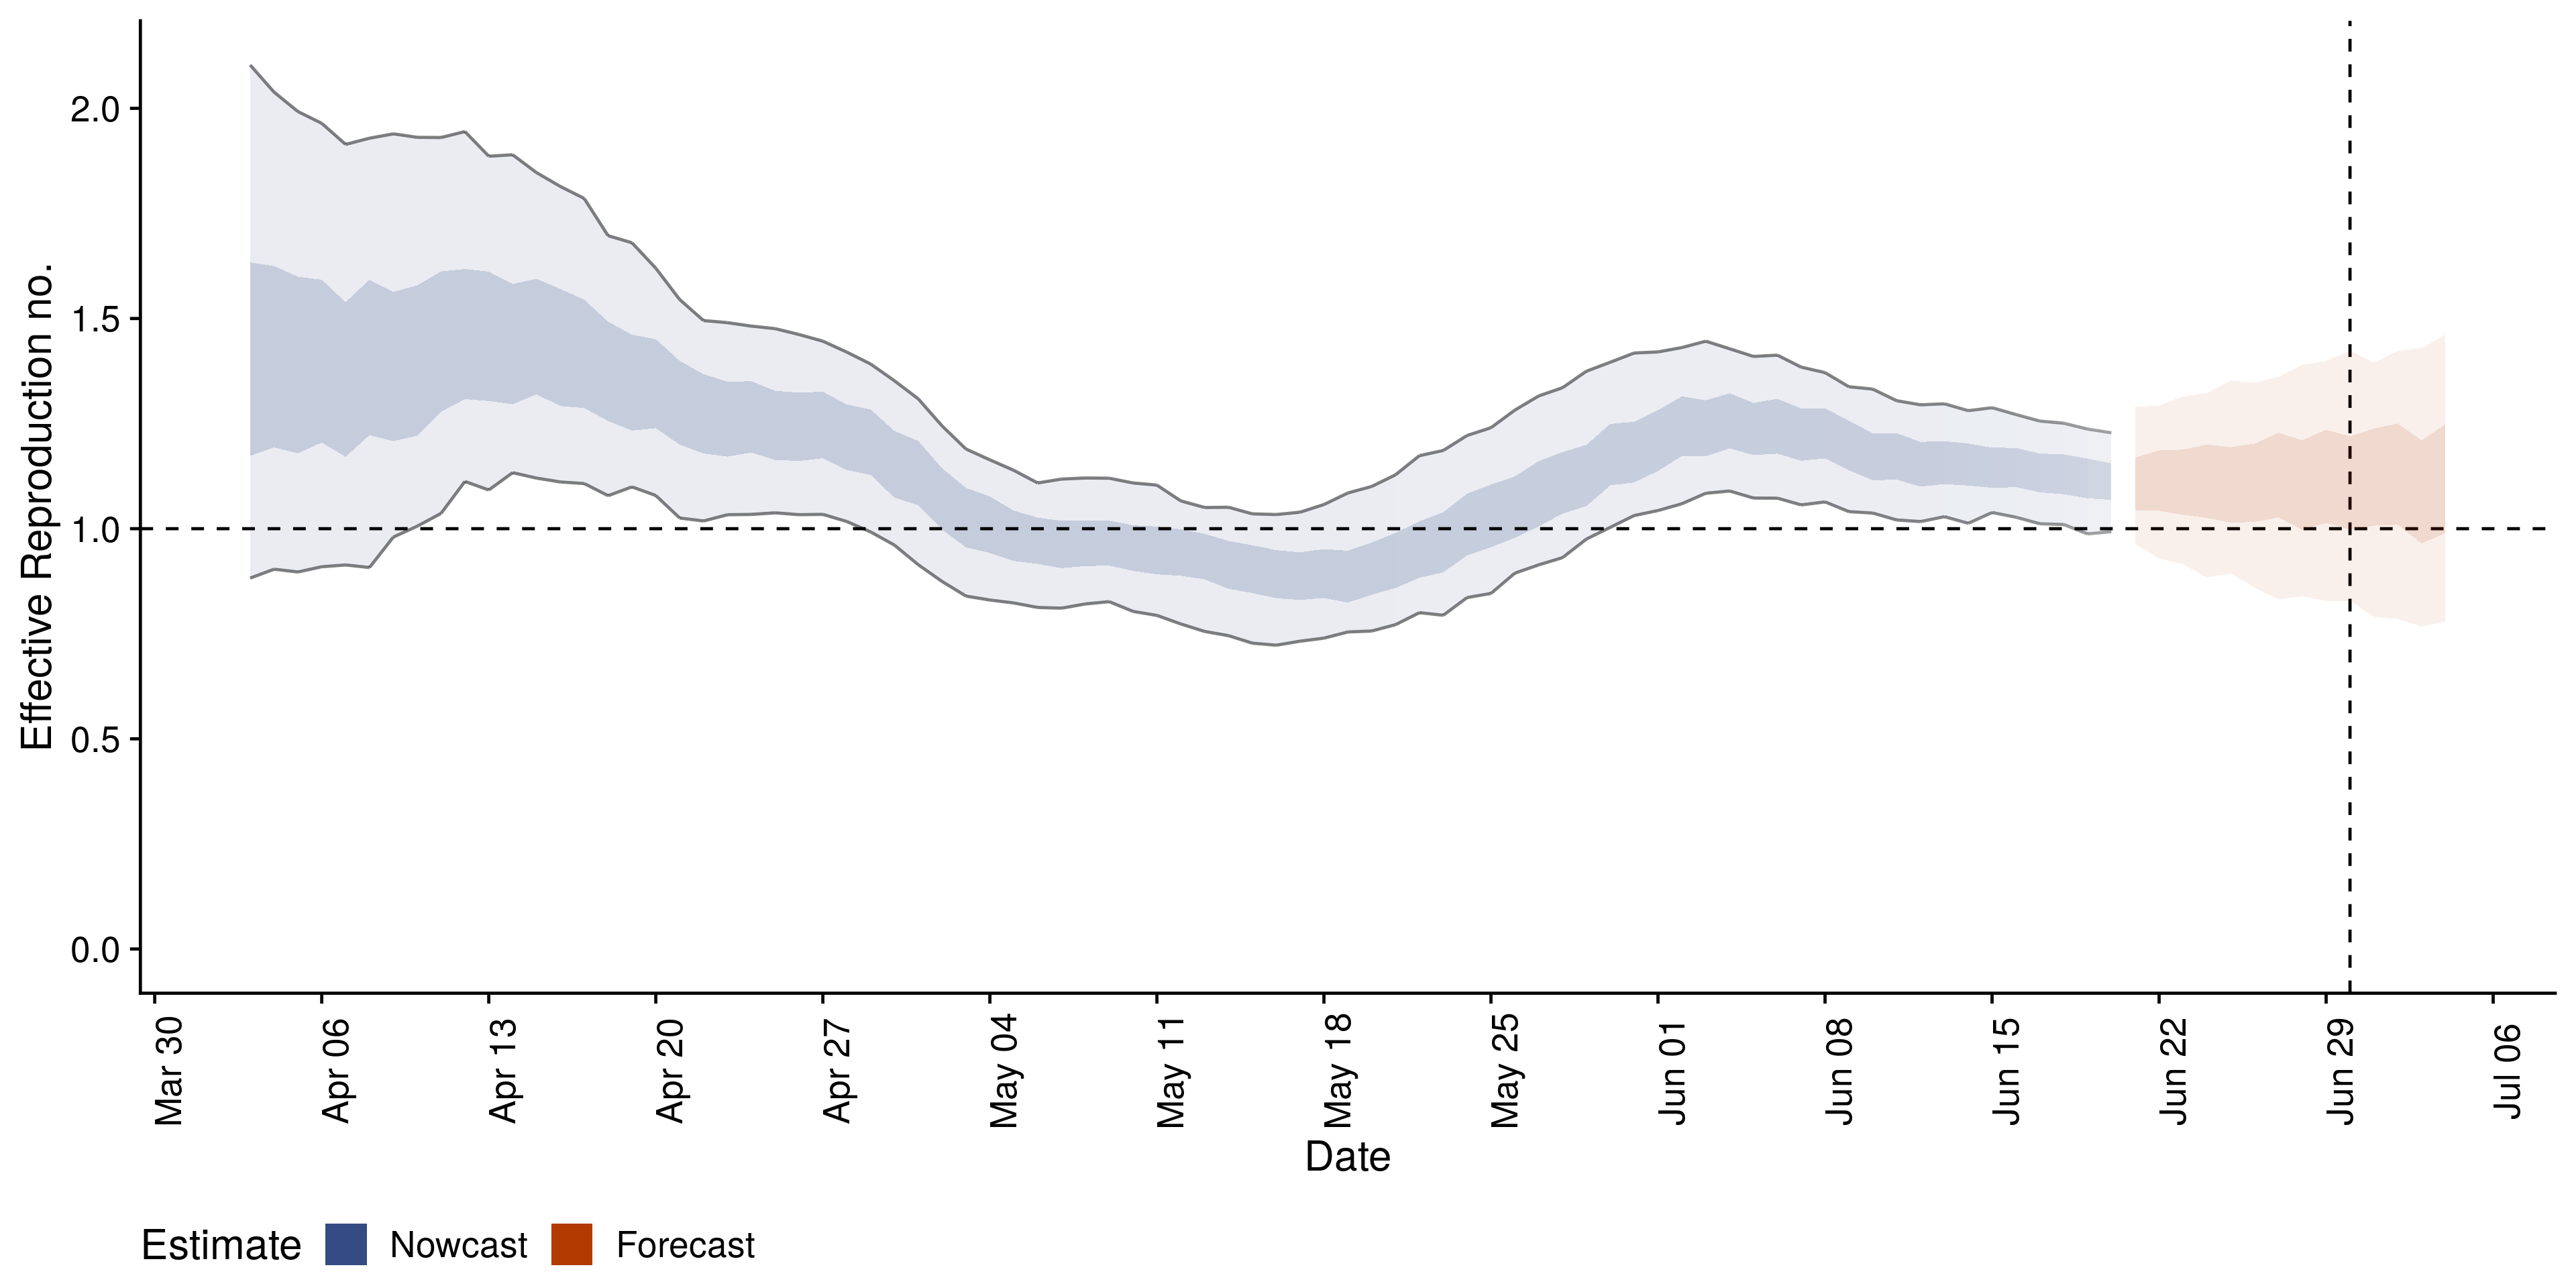 Effective Reproduction no.
2.0
1.5
1.0
0.5
0.0
Mar 30
Apr 06
Apr 13
Apr 20
Apr 27
May 04
May 11
May 18
May 25
Jun 01
Jun 08
Jun 15
Jun 22
Jun 29
Jul 06
Date
Estimate Nowcast Forecast